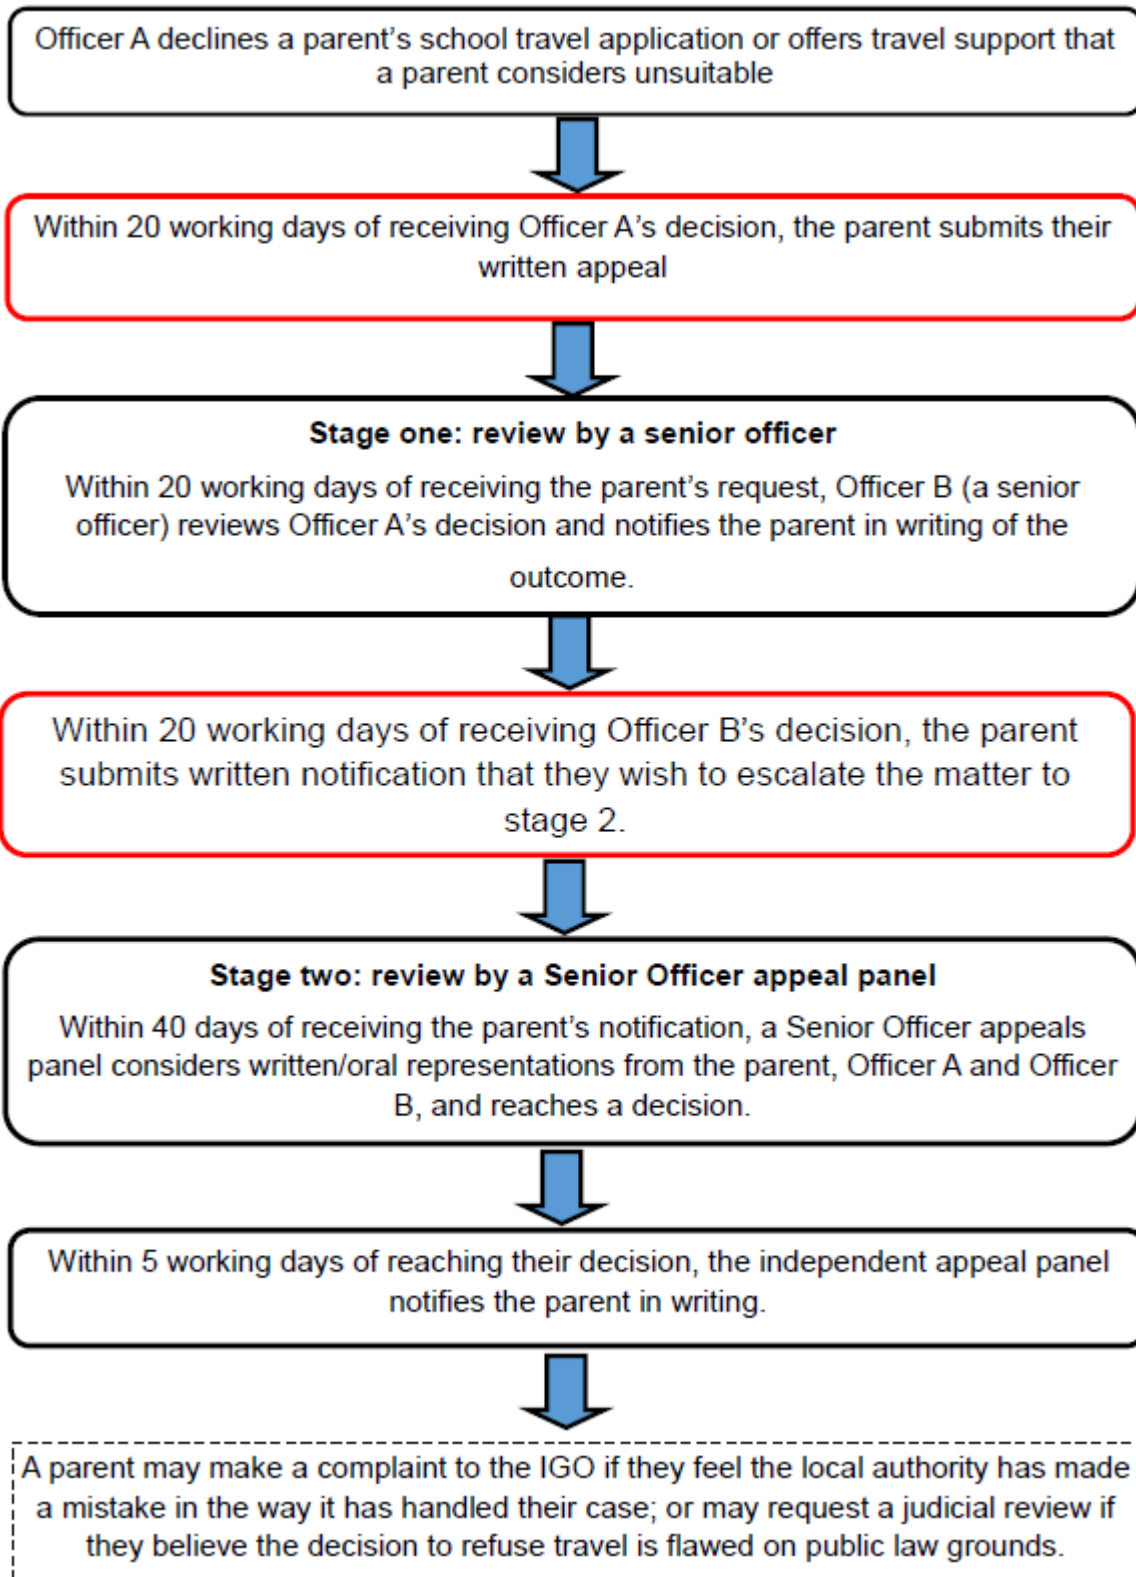 Officer A declines a parent's school travel application or offers travel support that
a parent considers unsuitable
Within 20 working days of receiving Officer A's decision, the parent submits their
written appeal
Stage one: review by a senior officer
Within 20 working days of receiving the parent's request, Officer B (a senior
officer) reviews Officer A's decision and notifies the parent in writing of the
outcome.
Within 20 working days of receiving Officer B's decision, the parent
submits written notification that they wish to escalate the matter to
stage 2.
Stage two: review by a Senior Officer appeal panel
Within 40 days of receiving the parent's notification, a Senior Officer appeals
panel considers written/oral representations from the parent, Officer A and Officer
B, and reaches a decision.
Within 5 working days of reaching their decision, the independent appeal panel
notifies the parent in writing.
A parent may make a complaint to the IGO if they feel the local authority has made
a mistake in the way it has handled their case; or may request a judicial review if
they believe the decision to refuse travel is flawed on public law grounds.